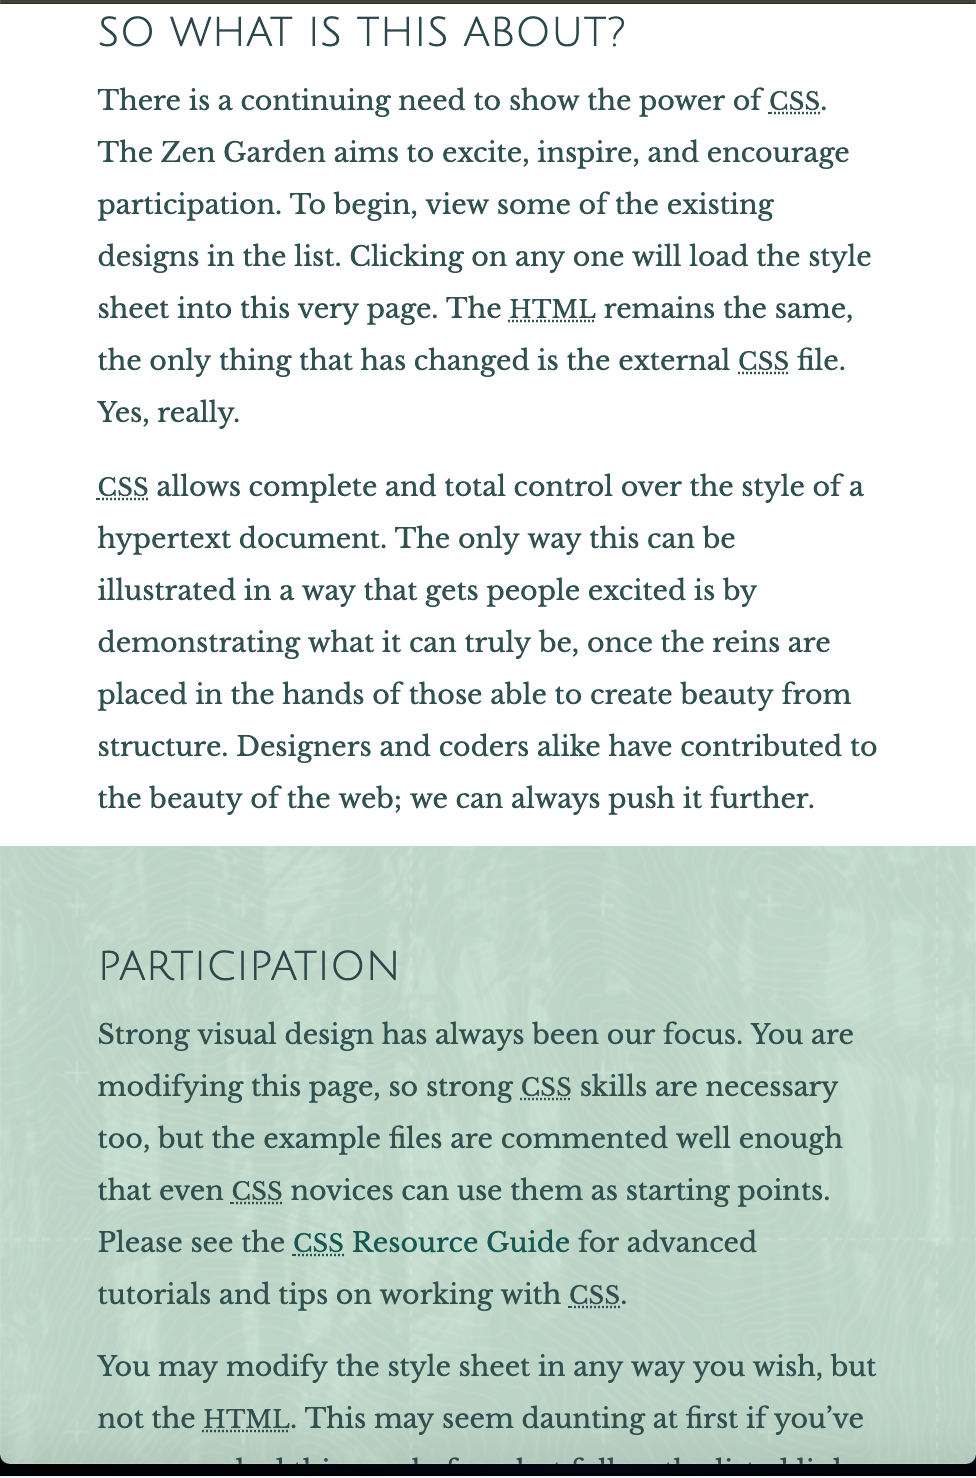 SO WHAT IS THIS ABOUT?
There is a continuing need to show the power of CSS.
The Zen Garden aims to excite, inspire, and encourage
participation. To begin, view some of the existing
designs in the list. Clicking on any one will load the style
sheet into this very page. The HTML remains the same,
the only thing that has changed is the external CSS file.
Yes, really.
CSS allows complete and total control over the style of a
hypertext document. The only way this can be
illustrated in a way that gets people excited is by
demonstrating what it can truly be, once the reins are
placed in the hands of those able to create beauty from
structure. Designers and coders alike have contributed to
the beauty of the web; we can always push it further.
PARTICIPATION
Strong visual design has always been our focus. You are
modifying this page, so strong CSS skills are necessary
too, but the example files are commented well enough
that even CSS novices can use them as starting points.
Please see the CSS Resource Guide for advanced
tutorials and tips on working with CSS.
You may modify the style sheet in any way you wish, but
not the HTML. This may seem daunting at first if you’ve